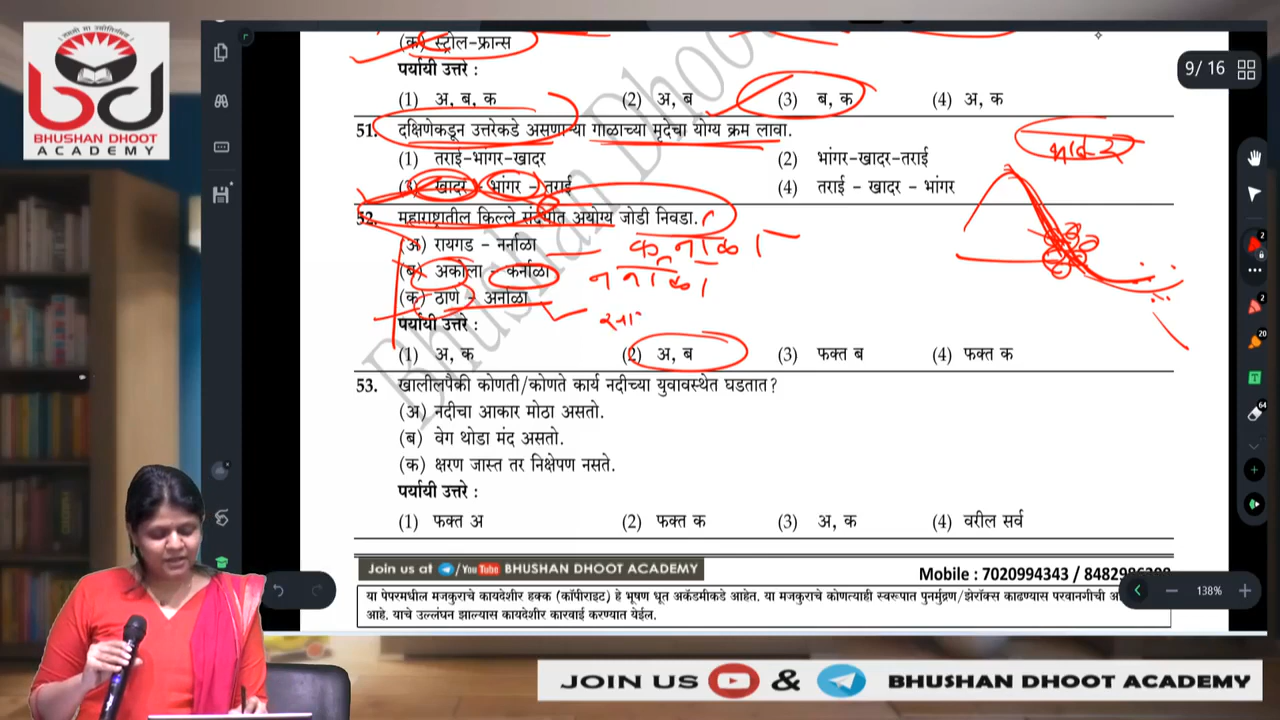 BHUSHAN DHOOT
ACADEMY
(क) स्ट्रोल-फ्रान्स
9/ 16
पर्यायी उत्तरे :
(1) अ, ब, क (2) अ, ब (3) ब, क (4) अ, क
51. दक्षिणेकडून उत्तरेकडे असणाऱ्या गाळाच्या मृदेचा योग्य क्रम लावा.
(1) तराई-भागर-खादर (2) भांगर-खादर-तराई
(3) खादर - भांगर - तराई (4) तराई - खादर - भांगर
52. महाराष्ट्रातील किल्ले संदर्भात अयोग्य जोडी निवडा.
(अ) रायगड - नर्नाळा
(ब) अकोला - कर्नाळा
(क) ठाणे - अर्नाळा
पर्यायी उत्तरे :
(1) अ, क (2) अ, ब (3) फक्त ब (4) फक्त क
53. खालीलपैकी कोणती/कोणते कार्य नदीच्या युवावस्थेत घडतात?
(अ) नदीचा आकार मोठा असतो.
(ब) वेग थोडा मंद असतो.
(क) क्षरण जास्त तर निक्षेपण नसते.
पर्यायी उत्तरे :
(1) फक्त अ (2) फक्त क (3) अ, क (4) वरील सर्व
Join us at /You Tube BHUSHAN DHOOT ACADEMY
Mobile : 7020994343 /
या पेपरमधील मजकुराचे कायदेशीर हक्क (कॉपीराइट) हे भूषण धूत अकॅडमीकडे आहेत. या मजकुराचे कोणत्याही स्वरूपात पुनर्मुद्रण/झेरॉक्स काढण्यास परवानगीची
आहे. याचे उल्लंघन झाल्यास कायदेशीर कारवाई करण्यात येईल.
138%
JOIN US & BHUSHAN DHOOT ACADEMY